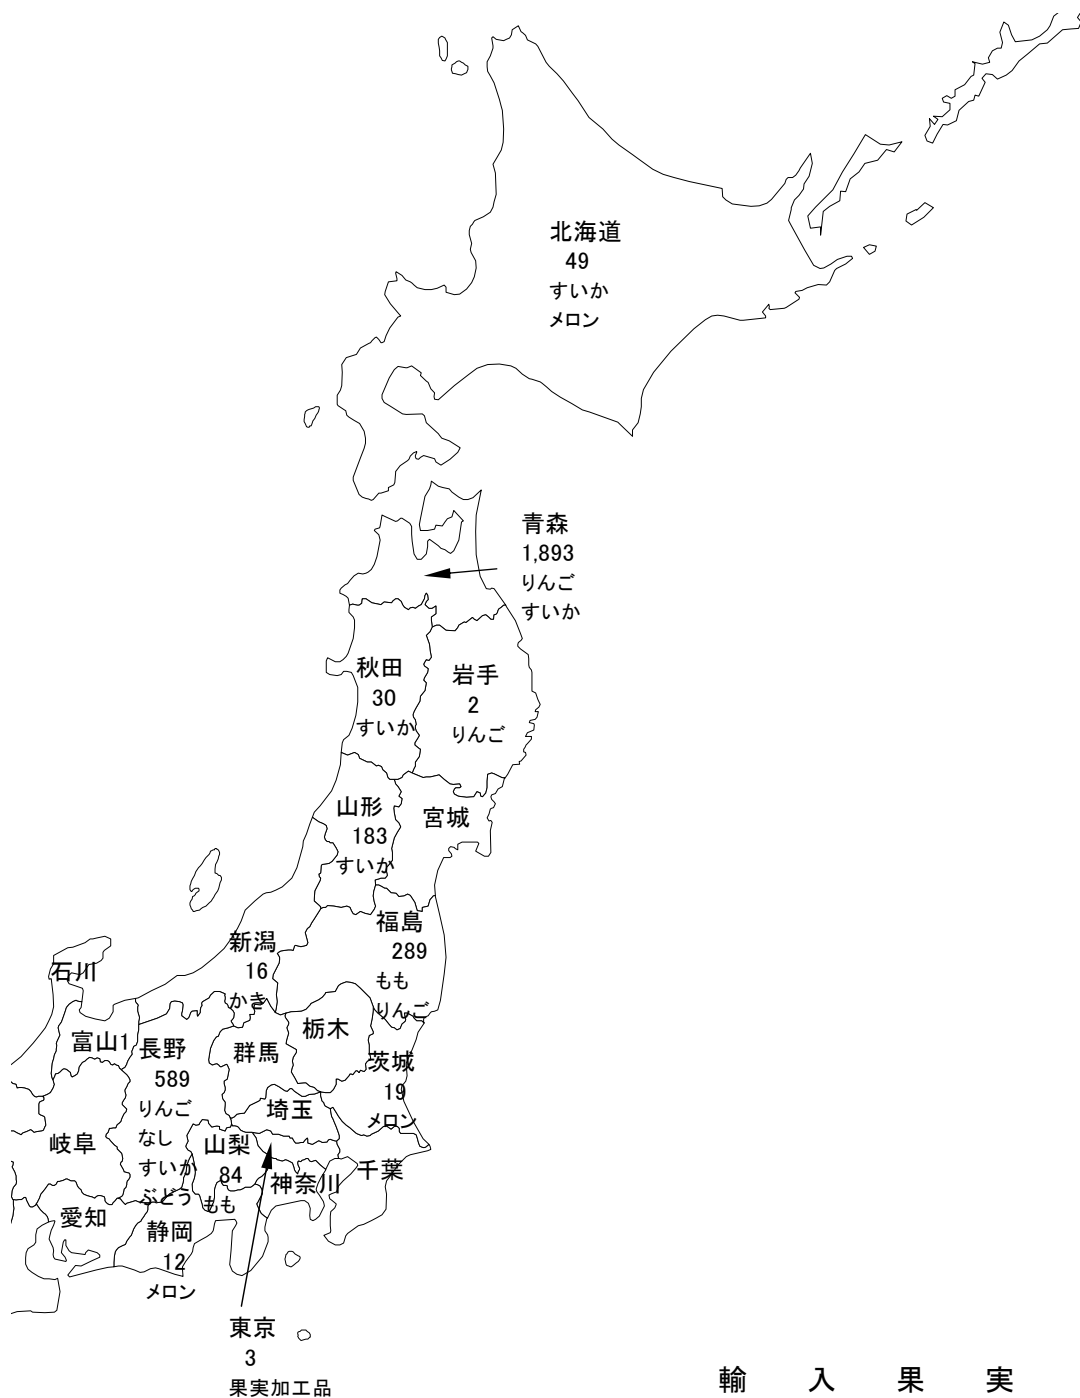 北海道
49
すいか
メロン
青森
1,893
りんご
すいか
秋田
30
すいか
岩手
2
りんご
山形
183
すいか
宮城
福島
289
もも
りんご
新潟
16
かき
石川
富山1
長野
589
りんご
なし
すいか
ぶどう
群馬
栃木
茨城
19
メロン
埼玉
岐阜
山梨
84
もも
神奈川
千葉
愛知
静岡
12
メロン
東京
3
果実加工品
輸入果実